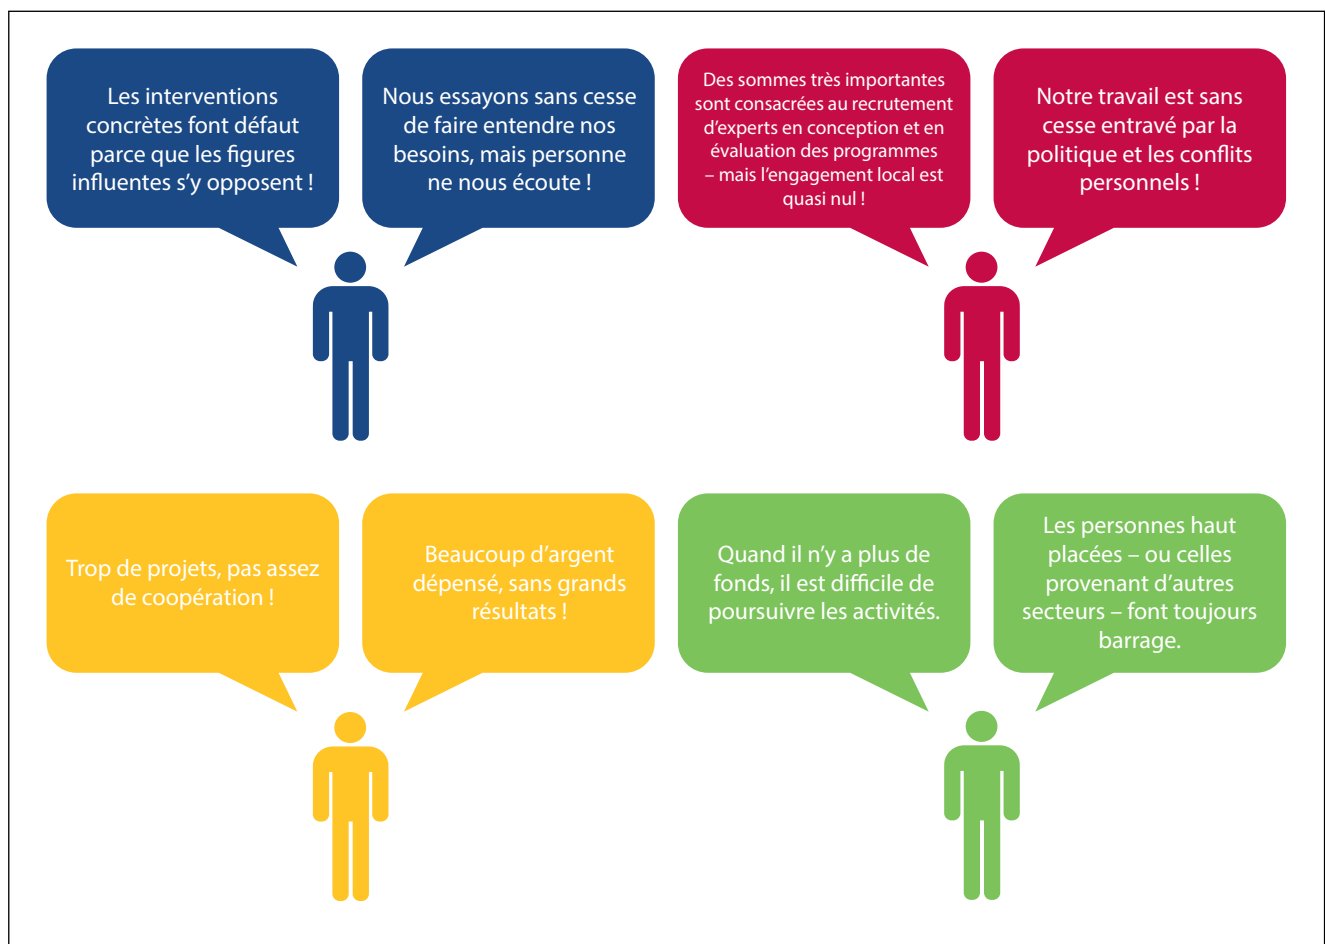 Les interventions
concrètes font défaut
parce que les figures
influentes s’y opposent !
Nous essayons sans cesse
de faire entendre nos
besoins, mais personne
ne nous écoute !
Des sommes très importantes
sont consacrées au recrutement
d’experts en conception et en
évaluation des programmes
– mais l’engagement local est
quasi nul !
Notre travail est sans
cesse entravé par la
politique et les conflits
personnels !
Trop de projets, pas assez
de coopération !
Beaucoup d’argent
dépensé, sans grands
résultats !
Quand il n’y a plus de
fonds, il est difficile de
poursuivre les activités.
Les personnes haut
placées – ou celles
provenant d’autres
secteurs – font toujours
barrage.